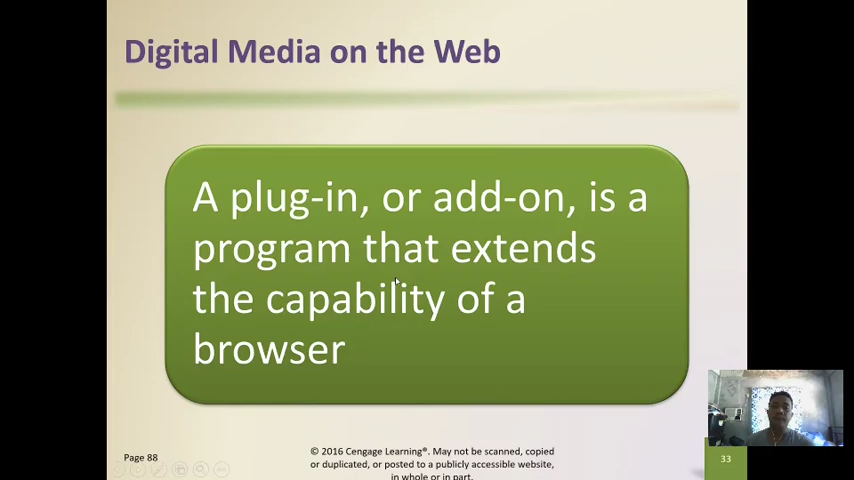 Digital Media on the Web
A plug-in, or add-on, is a
program that extends
the capability of a
browser
Page 88
© 2016 Cengage Learning®. May not be scanned, copied
or duplicated, or posted to a publicly accessible website,
in whole or in part.
33